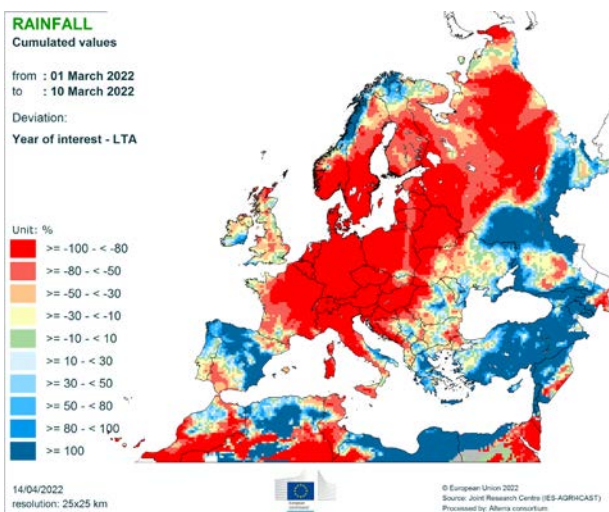 RAINFALL
Cumulated values
from : 01 March 2022
to : 10 March 2022
Deviation:
Year of interest - LTA
Unit: %
>= -100 - < -80
>= -80 - < -50
>= -50 - < -30
>= -30 - < -10
>= -10 - < 10
>= 10 - < 30
>= 30 - < 50
>= 50 - < 80
>= 80 - < 100
>= 100
14/04/2022
resolution: 25x25 km
© European Union 2022
Source: Joint Research Centre (IES-AGRI4CAST)
Processed by: Alterra consortium